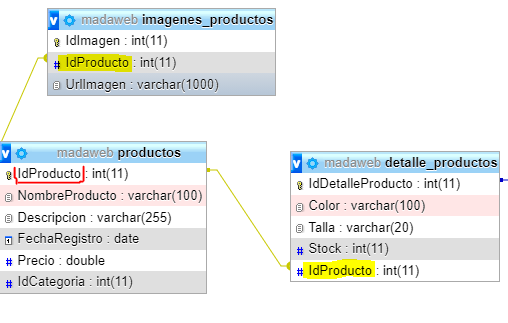 madaweb imagenes_productos
IdImagen : int(11)
IdProducto : int(11)
UrlImagen : varchar(1000)
madaweb productos
IdProducto : int(11)
NombreProducto : varchar(100)
Descripcion : varchar(255)
FechaRegistro : date
Precio : double
IdCategoria : int(11)
madaweb detalle_productos
IdDetalleProducto : int(11)
Color : varchar(100)
Talla : varchar(20)
Stock : int(11)
IdProducto : int(11)